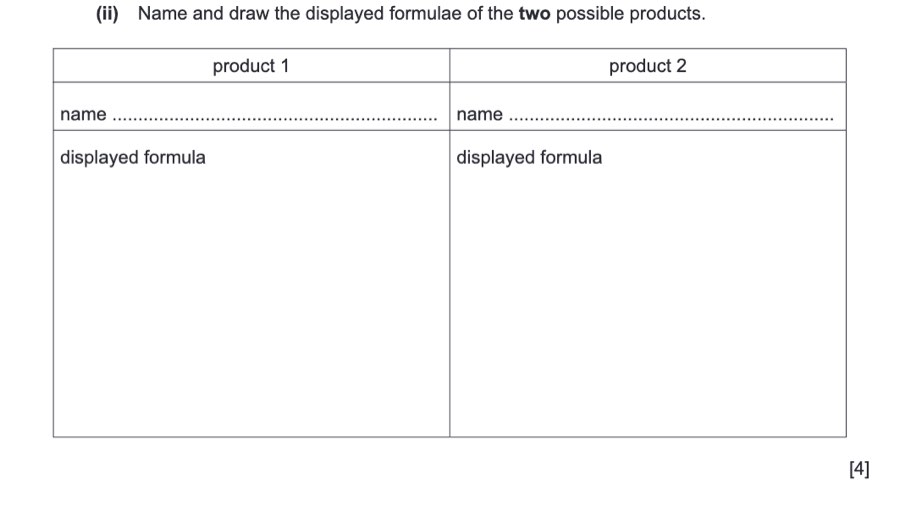 (ii) Name and draw the displayed formulae of the two possible products.
product 1 product 2
name ................................................................ name ................................................................
displayed formula displayed formula
[4]